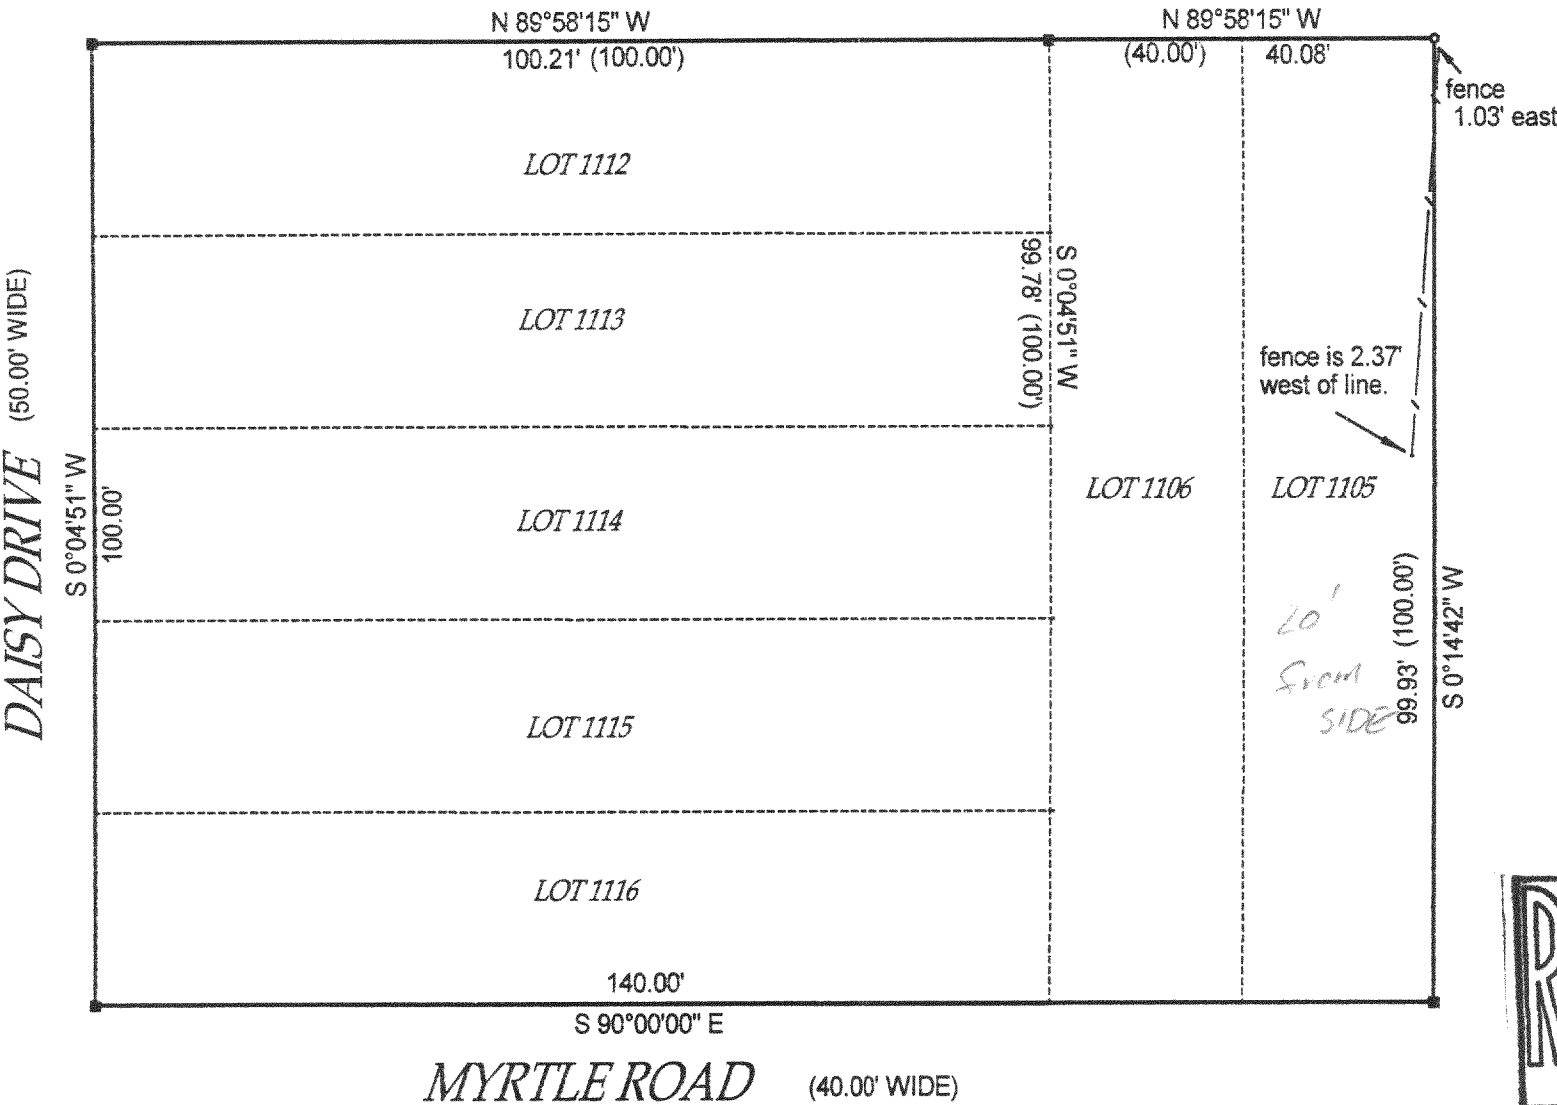 N 89°58'15" W
100.21' (100.00')
N 89°58'15" W
(40.00') 40.08'
fence
1.03' east
LOT 1112
LOT 1113
S 0°04'51" W
99.78' (100.00')
fence is 2.37'
west of line.
DAISY DRIVE (50.00' WIDE)
S 0°04'51" W
100.00'
LOT 1114
LOT 1106
LOT 1105
from
SIDE
99.93' (100.00')
S 0°14'42" W
LOT 1115
LOT 1116
140.00'
S 90°00'00" E
MYRTLE ROAD (40.00' WIDE)
R